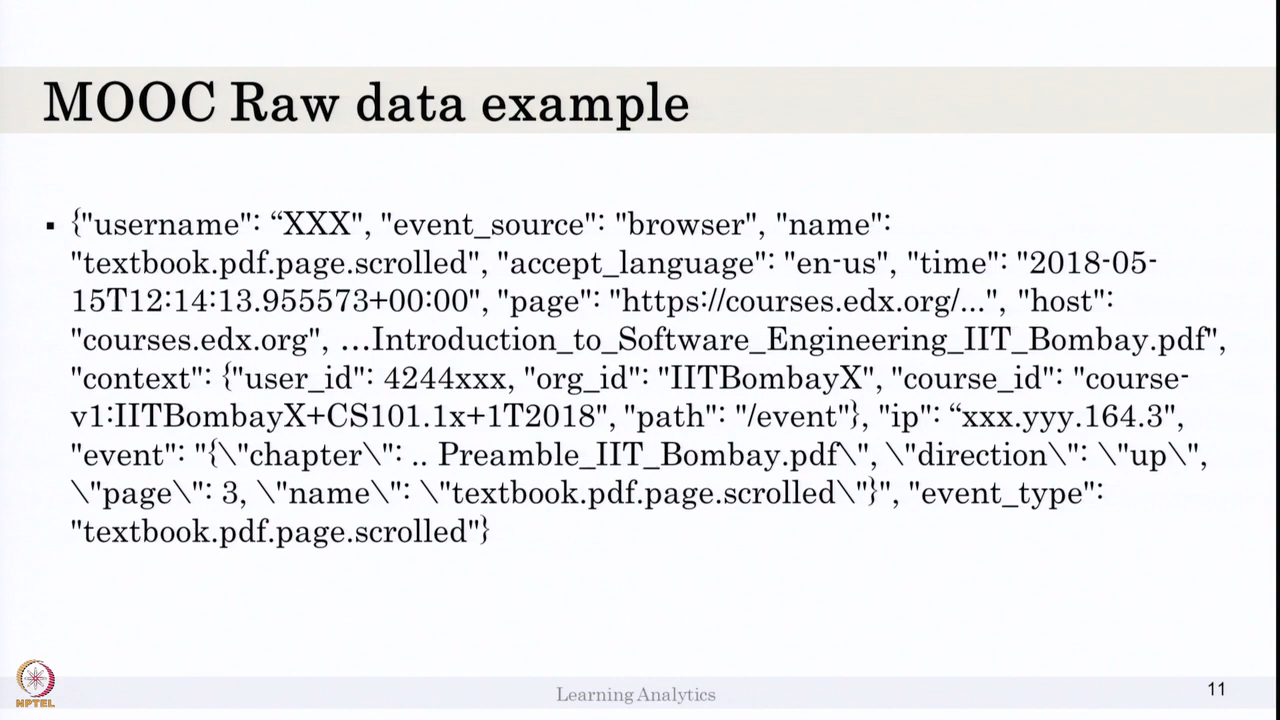 MOOC Raw data example
▪ {"username": “XXX", "event_source": "browser", "name":
"textbook.pdf.page.scrolled", "accept_language": "en-us", "time": "2018-05-
15T12:14:13.955573+00:00", "page": "https://courses.edx.org/...", "host":
"courses.edx.org", …Introduction_to_Software_Engineering_IIT_Bombay.pdf",
"context": {"user_id": 4244xxx, "org_id": "IITBombayX", "course_id": "course-
v1:IITBombayX+CS101.1x+1T2018", "path": "/event"}, "ip": “xxx.yyy.164.3",
"event": "{\"chapter\": .. Preamble_IIT_Bombay.pdf\", \"direction\": \"up\",
\"page\": 3, \"name\": \"textbook.pdf.page.scrolled\"}", "event_type":
"textbook.pdf.page.scrolled"}
NPTEL
Learning Analytics
11